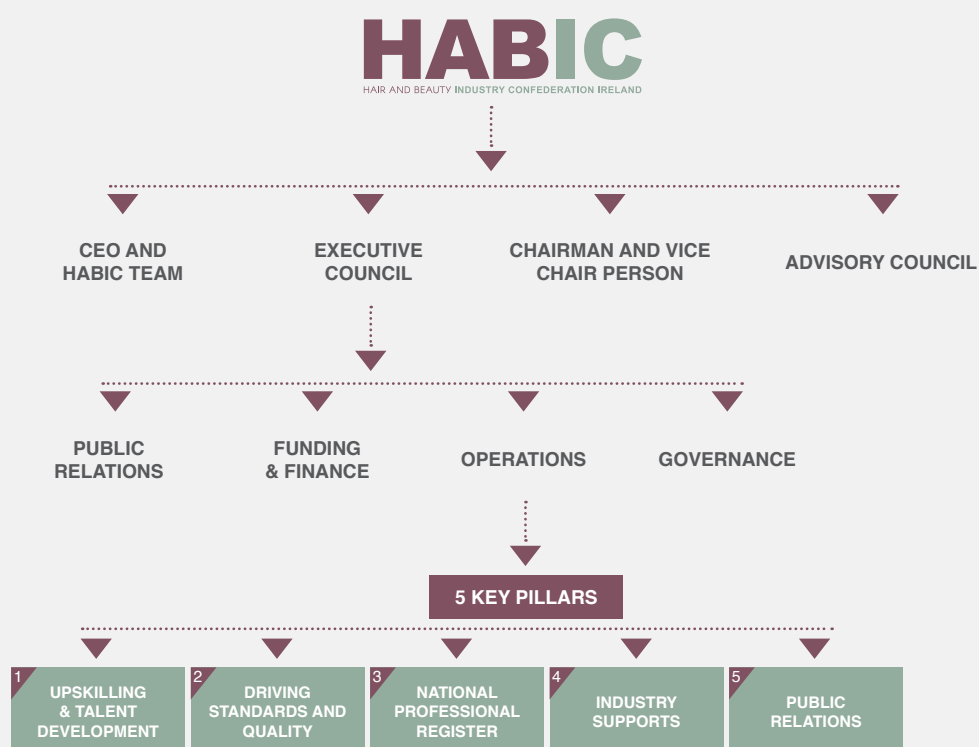 HABIC
HAIR AND BEAUTY INDUSTRY CONFEDERATION IRELAND
CEO AND
HABIC TEAM
EXECUTIVE
COUNCIL
CHAIRMAN AND VICE
CHAIR PERSON
ADVISORY COUNCIL
PUBLIC
RELATIONS
FUNDING
& FINANCE
OPERATIONS
GOVERNANCE
5 KEY PILLARS
1
UPSKILLING
& TALENT
DEVELOPMENT
2
DRIVING
STANDARDS AND
QUALITY
3
NATIONAL
PROFESSIONAL
REGISTER
4
INDUSTRY
SUPPORTS
5
PUBLIC
RELATIONS